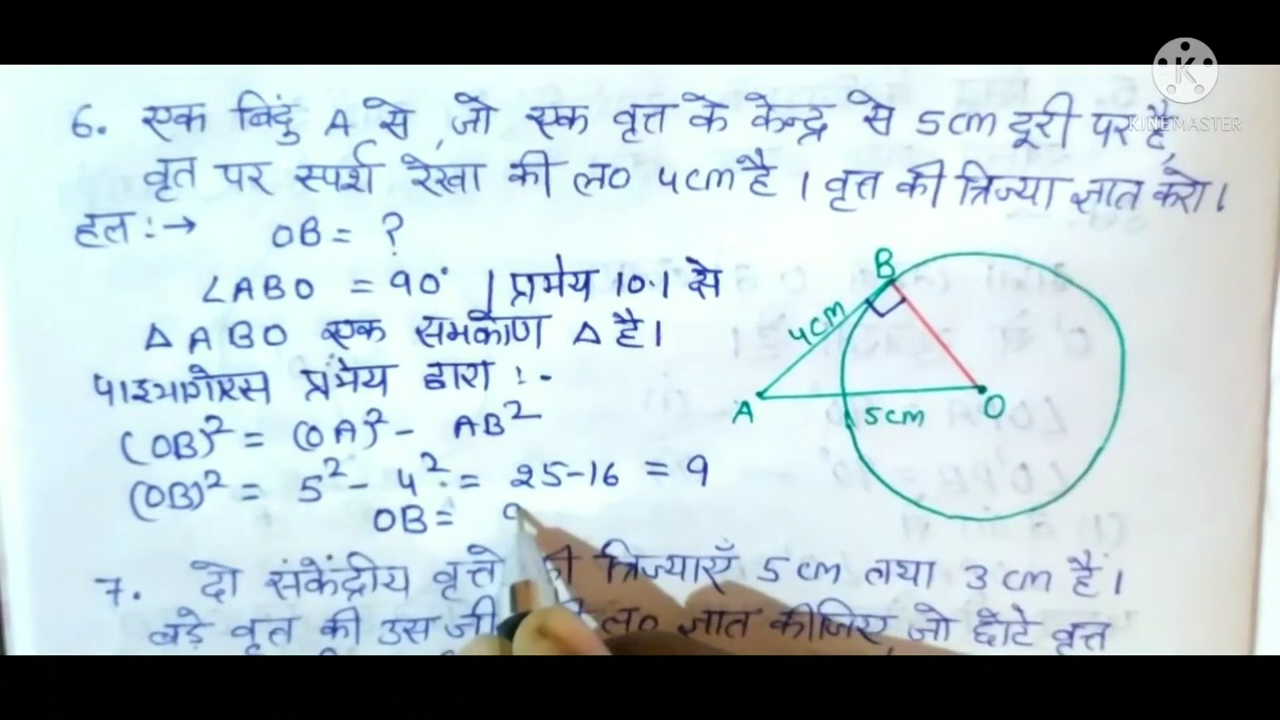 KINEMASTER
6. एक बिंदु A से, जो एक वृत्त के केन्द्र से 5cm दूरी पर है,
वृत पर स्पर्श रेखा की ल० 4cm है । वृत्त की त्रिज्या ज्ञात करो ।
हल :→ OB = ?
∠ABO = 90° | प्रमेय 10.1 से
△ ABO एक समकोण △ है ।
पाइथागोरस प्रमेय द्वारा :-
(OB)² = (OA)² - AB²
(OB)² = 5² - 4² = 25-16 = 9
OB =
B
4cm
A
5cm
O
7. दो संकेंद्रीय वृत्तो की त्रिज्याएँ 5 cm तथा 3 cm हैं ।
बड़े वृत की उस ल० ज्ञात कीजिए, जो छोटे वृत्त